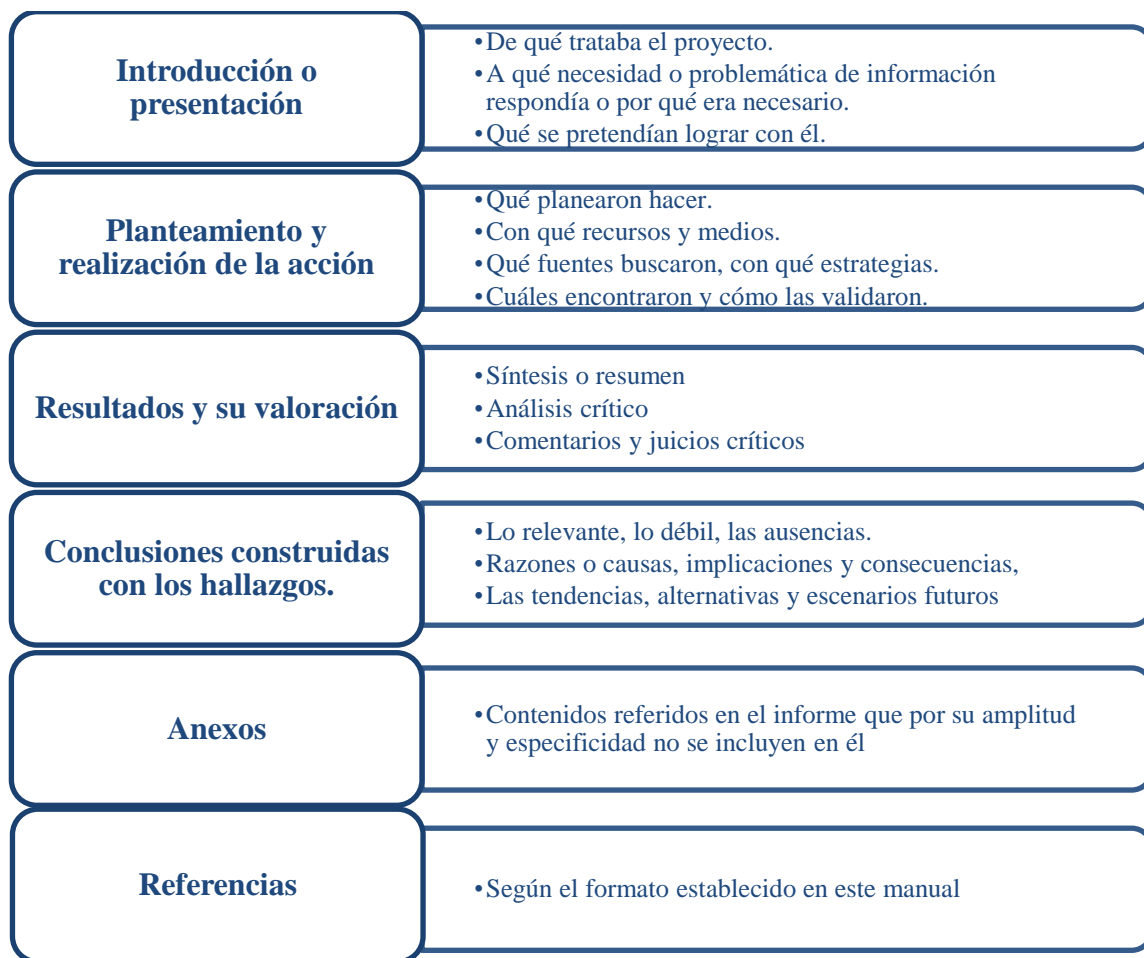 Introducción o
presentación
•De qué trataba el proyecto.
•A qué necesidad o problemática de información
respondía o por qué era necesario.
•Qué se pretendían lograr con él.
Planteamiento y
realización de la acción
•Qué planearon hacer.
•Con qué recursos y medios.
•Qué fuentes buscaron, con qué estrategias.
•Cuáles encontraron y cómo las validaron.
Resultados y su valoración
•Síntesis o resumen
•Análisis crítico
•Comentarios y juicios críticos
Conclusiones construidas
con los hallazgos.
•Lo relevante, lo débil, las ausencias.
•Razones o causas, implicaciones y consecuencias,
•Las tendencias, alternativas y escenarios futuros
Anexos
•Contenidos referidos en el informe que por su amplitud
y especificidad no se incluyen en él
Referencias
•Según el formato establecido en este manual